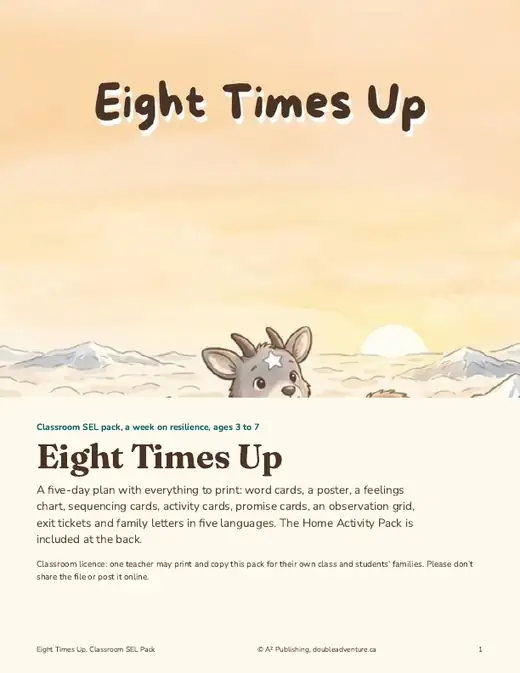 Eight Times Up
Classroom SEL pack, a week on resilience, ages 3 to 7
Eight Times Up
A five-day plan with everything to print: word cards, a poster, a feelings
chart, sequencing cards, activity cards, promise cards, an observation grid,
exit tickets and family letters in five languages. The Home Activity Pack is
included at the back.
Classroom licence: one teacher may print and copy this pack for their own class and students' families. Please don't
share the file or post it online.
Eight Times Up. Classroom SEL Pack
© A² Publishing, doubleadventure.ca
1